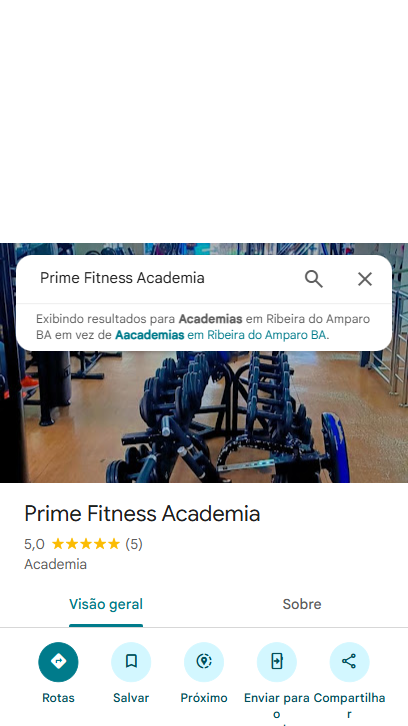 Prime Fitness Academia
Exibindo resultados para Academias em Ribeira do Amparo
BA em vez de Aacademias em Ribeira do Amparo BA.
Prime Fitness Academia
5,0 ★★★★★ (5)
Academia
Visão geral Sobre
Rotas Salvar Próximo Enviar para o Compartilhar